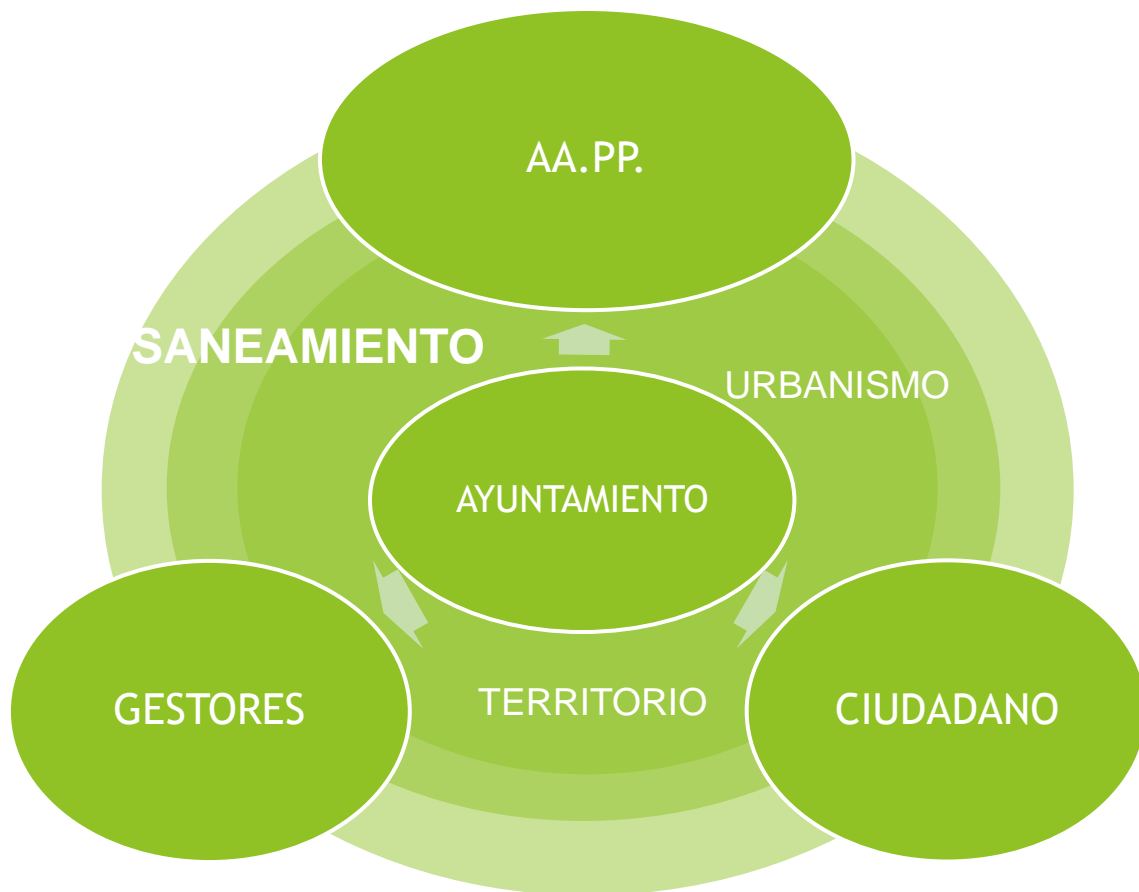 AA.PP.
SANEAMIENTO
URBANISMO
AYUNTAMIENTO
GESTORES
TERRITORIO
CIUDADANO